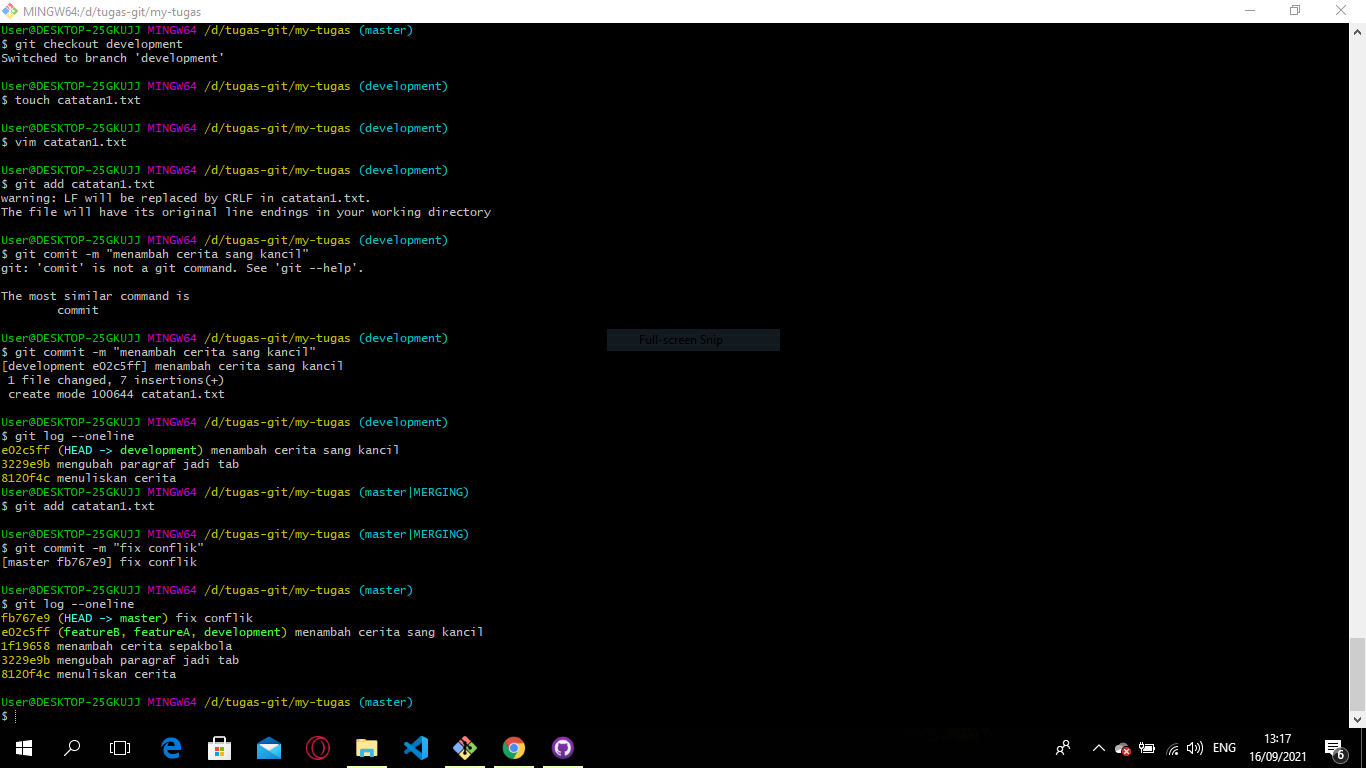 MINGW64:/d/tugas-git/my-tugas
User@DESKTOP-25GKUJJ MINGW64 /d/tugas-git/my-tugas (master)
$ git checkout development
Switched to branch 'development'
User@DESKTOP-25GKUJJ MINGW64 /d/tugas-git/my-tugas (development)
$ touch catatan1.txt
User@DESKTOP-25GKUJJ MINGW64 /d/tugas-git/my-tugas (development)
$ vim catatan1.txt
User@DESKTOP-25GKUJJ MINGW64 /d/tugas-git/my-tugas (development)
$ git add catatan1.txt
warning: LF will be replaced by CRLF in catatan1.txt.
The file will have its original line endings in your working directory
User@DESKTOP-25GKUJJ MINGW64 /d/tugas-git/my-tugas (development)
$ git comit -m "menambah cerita sang kancil"
git: 'comit' is not a git command. See 'git --help'.
The most similar command is
commit
User@DESKTOP-25GKUJJ MINGW64 /d/tugas-git/my-tugas (development)
Full-screen Snip
$ git commit -m "menambah cerita sang kancil"
[development e02c5ff] menambah cerita sang kancil
1 file changed, 7 insertions(+)
create mode 100644 catatan1.txt
User@DESKTOP-25GKUJJ MINGW64 /d/tugas-git/my-tugas (development)
$ git log --oneline
e02c5ff (HEAD -> development) menambah cerita sang kancil
3229e9b mengubah paragraf jadi tab
8120f4c menuliskan cerita
User@DESKTOP-25GKUJJ MINGW64 /d/tugas-git/my-tugas (master|MERGING)
$ git add catatan1.txt
User@DESKTOP-25GKUJJ MINGW64 /d/tugas-git/my-tugas (master|MERGING)
$ git commit -m "fix conflik"
[master fb767e9] fix conflik
User@DESKTOP-25GKUJJ MINGW64 /d/tugas-git/my-tugas (master)
$ git log --oneline
fb767e9 (HEAD -> master) fix conflik
e02c5ff (featureB, featureA, development) menambah cerita sang kancil
1f19658 menambah cerita sepakbola
3229e9b mengubah paragraf jadi tab
8120f4c menuliskan cerita
User@DESKTOP-25GKUJJ MINGW64 /d/tugas-git/my-tugas (master)
$
ENG
13:17
16/09/2021
6